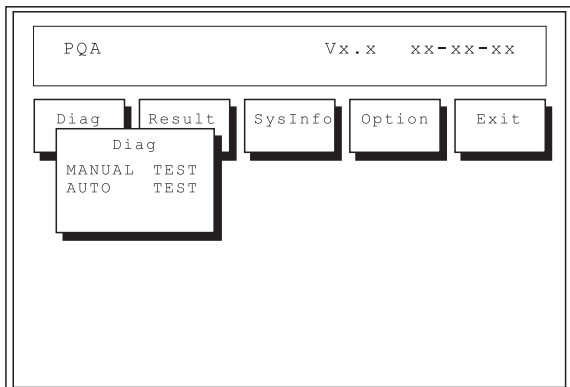 PQA Vx.x xx-xx-xx
Diag Result SysInfo Option Exit
Diag
MANUAL TEST
AUTO TEST